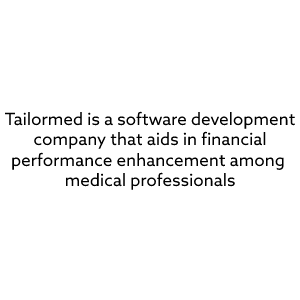 Tailormed is a software development
company that aids in financial
performance enhancement among
medical professionals